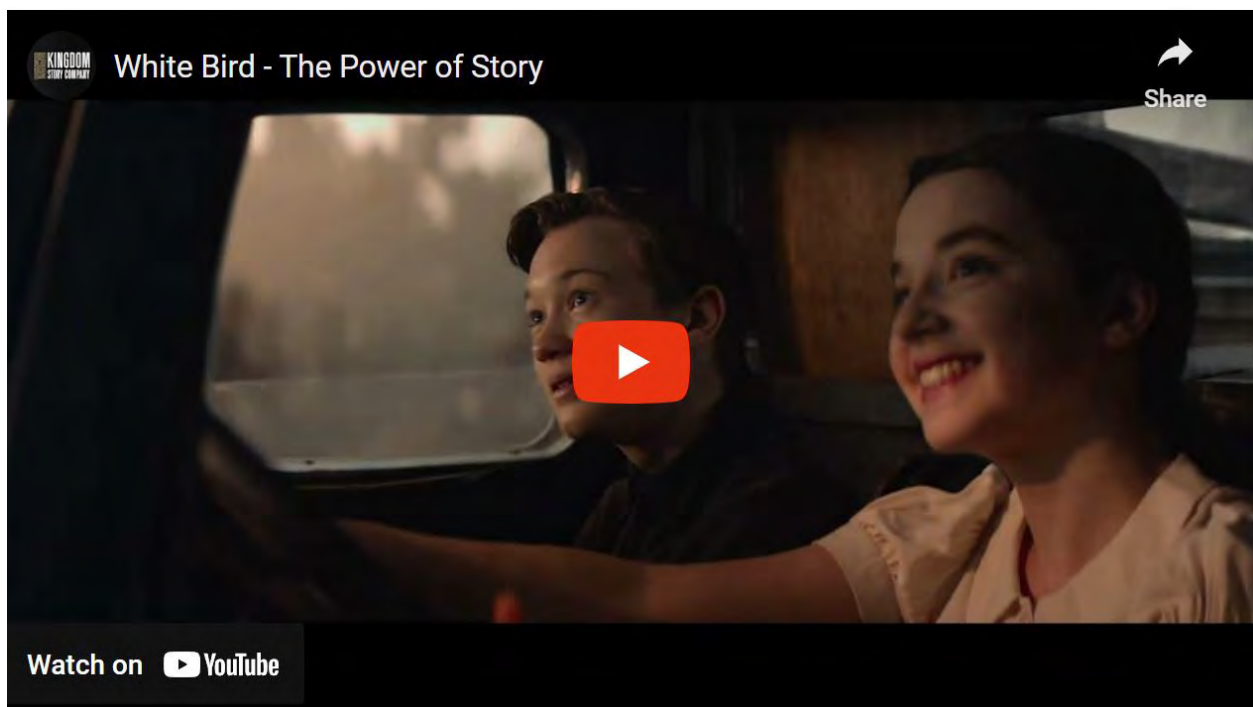 KINGDOM
STORY COMPANY
White Bird - The Power of Story
Share
Watch on YouTube